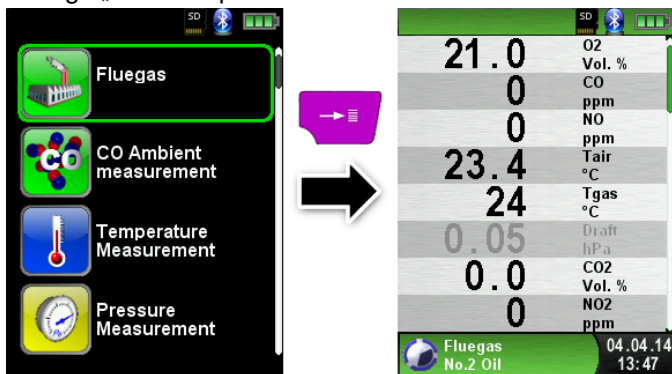 SD
Fluegas
CO
CO Ambient
measurement
Temperature
Measurement
Pa
Pressure
Measurement
SD
21.0 O2
Vol. %
0 CO
ppm
0 NO
ppm
23.4 Tair
°C
24 Tgas
°C
0.05 Draft
hPa
0.0 CO2
Vol. %
0 NO2
ppm
Fluegas 04.04.14
No.2 Oil 13:47